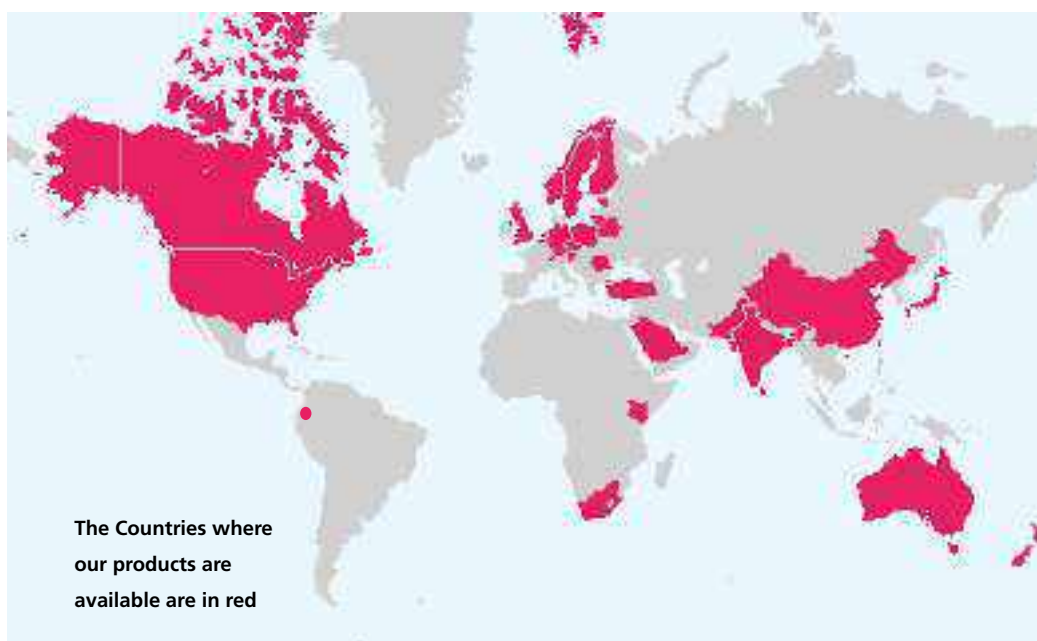 The Countries where
our products are
available are in red